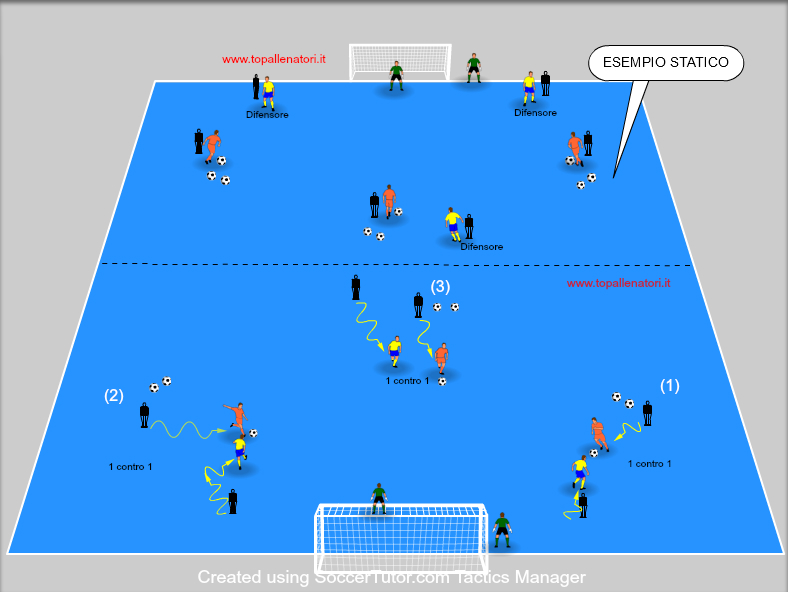 www.topallenatori.it
ESEMPIO STATICO
Difensore
Difensore
Difensore
www.topallenatori.it
(3)
1 contro 1
(2)
(1)
1 contro 1
1 contro 1
Created using SoccerTutor.com Tactics Manager